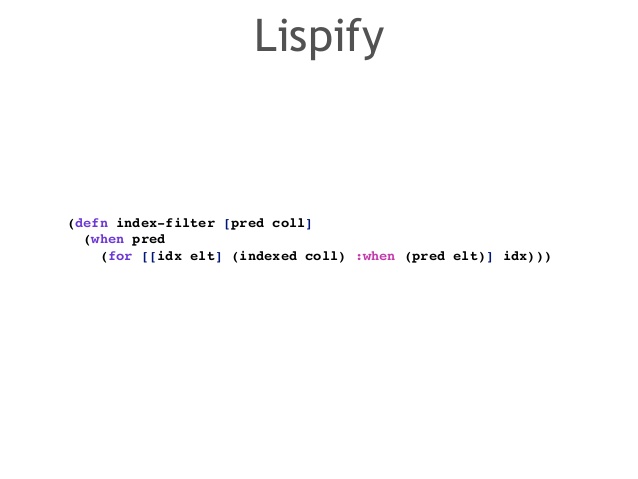 Lispify
(defn index-filter [pred coll]
(when pred
(for [[idx elt] (indexed coll) :when (pred elt)] idx)))